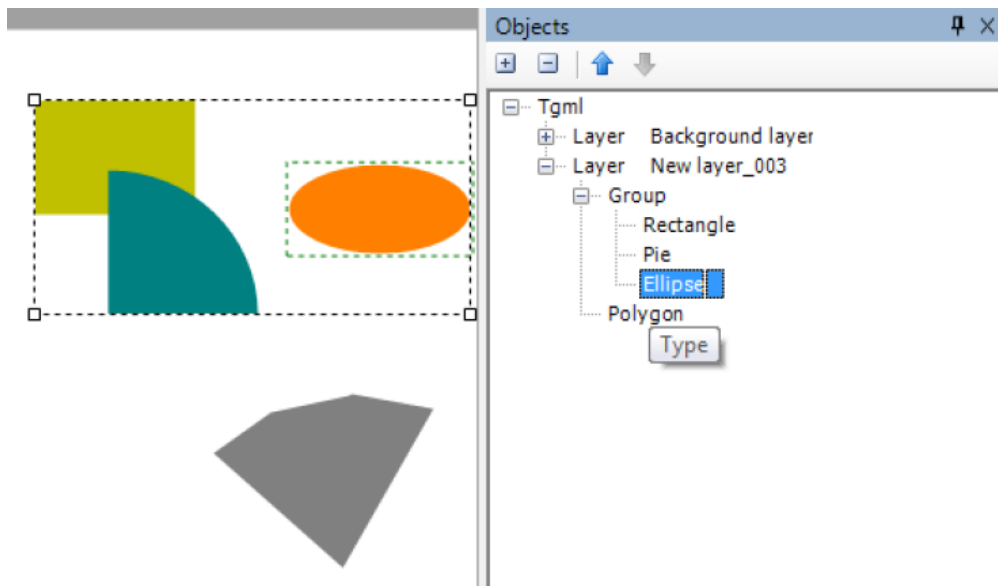 Objects
Tgml
Layer Background layer
Layer New layer_003
Group
Rectangle
Pie
Ellipse
Polygon
Type